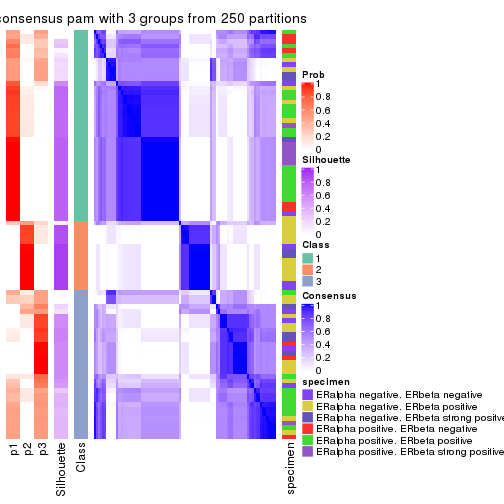 consensus pam with 3 groups from 250 partitions
Prob
1
0.8
0.6
0.4
0.2
0
Silhouette
1
0.8
0.6
0.4
0.2
0
Class
1
2
3
Consensus
1
0.8
0.6
0.4
0.2
0
specimen
ERalpha negative. ERbeta negative
ERalpha negative. ERbeta positive
ERalpha negative. ERbeta strong positive
ERalpha positive. ERbeta negative
ERalpha positive. ERbeta positive
ERalpha positive. ERbeta strong positive
p1
p2
p3
Silhouette
Class
specimen